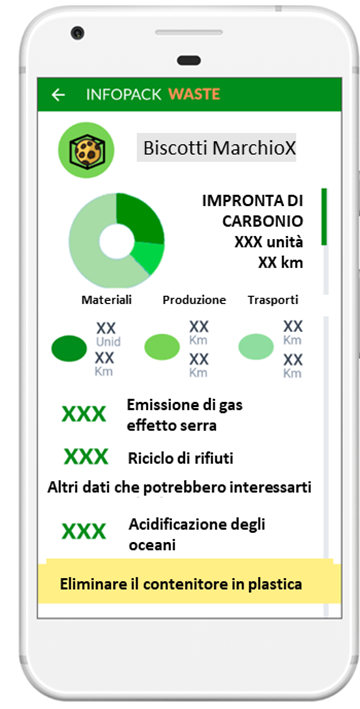 INFOPACK WASTE
Biscotti MarchioX
IMPRONTA DI
CARBONIO
XXX unità
XX km
Materiali Produzione Trasporti
XX XX XX
Unid Km Km
XX XX XX
Km Km Km
XXX Emissione di gas
effetto serra
XXX Riciclo di rifiuti
Altri dati che potrebbero interessarti
XXX Acidificazione degli
oceani
Eliminare il contenitore in plastica